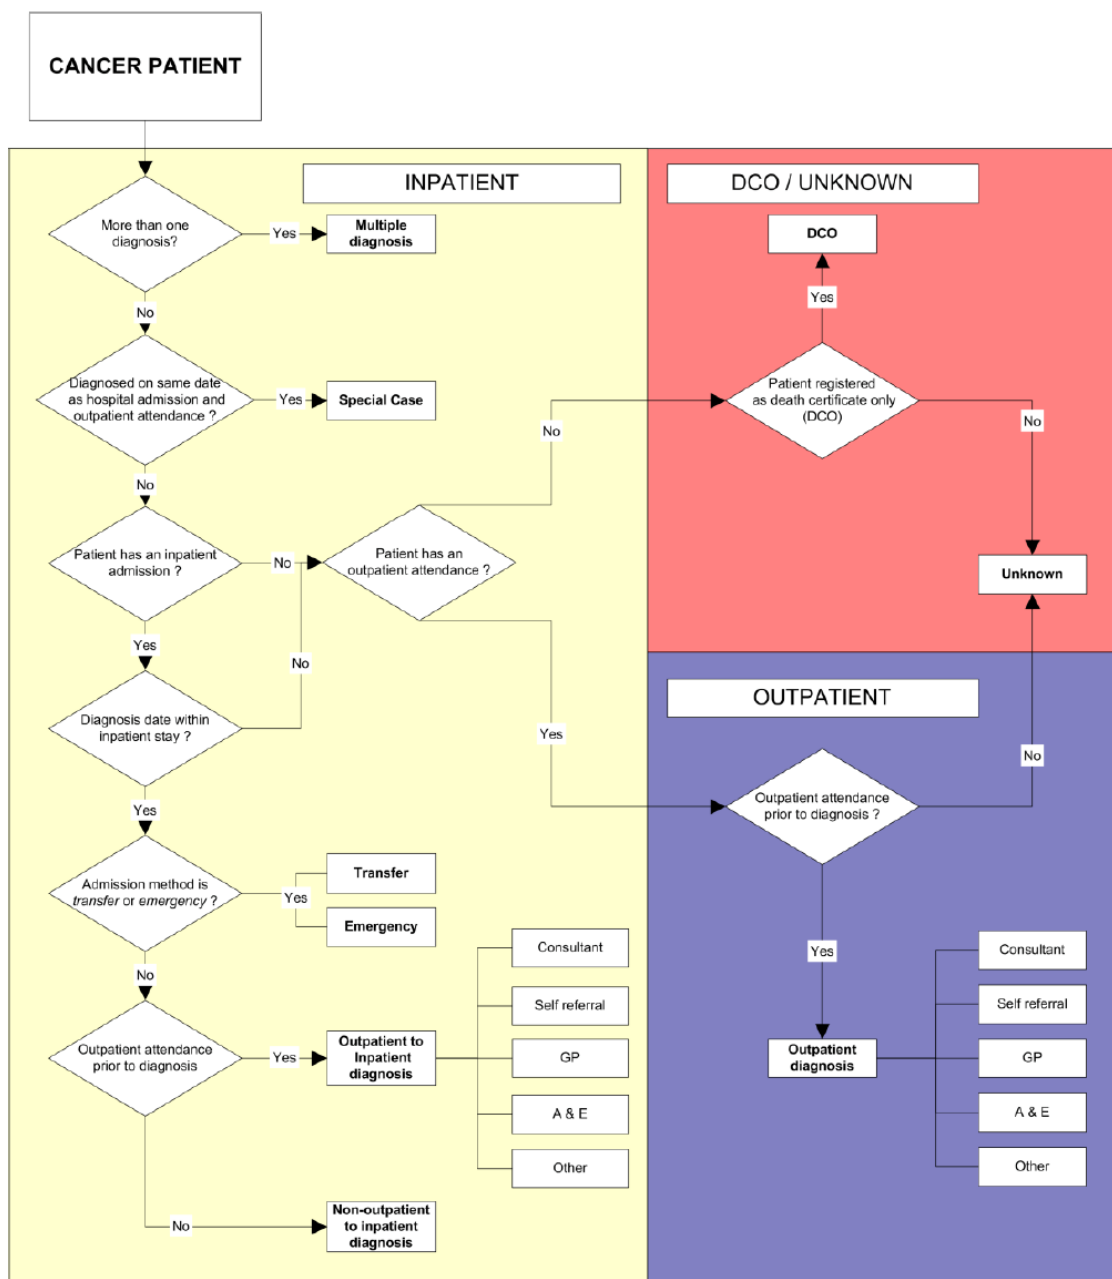 CANCER PATIENT
INPATIENT
DCO / UNKNOWN
More than one
diagnosis?
Yes
Multiple
diagnosis
DCO
Yes
No
Diagnosed on same date
as hospital admission and
outpatient attendance ?
Yes
Special Case
Patient registered
as death certificate only
(DCO)
No
No
No
Patient has an inpatient
admission ?
No
Patient has an
outpatient attendance ?
Unknown
Yes
No
OUTPATIENT
Diagnosis date within
inpatient stay ?
Yes
No
Yes
Outpatient attendance
prior to diagnosis ?
Admission method is
transfer or emergency ?
Yes
Transfer
Emergency
Yes
No
Consultant
Self referral
GP
A & E
Other
Outpatient attendance
prior to diagnosis
Yes
Outpatient to
Inpatient
diagnosis
Outpatient
diagnosis
Consultant
Self referral
GP
A & E
Other
No
Non-outpatient
to inpatient
diagnosis